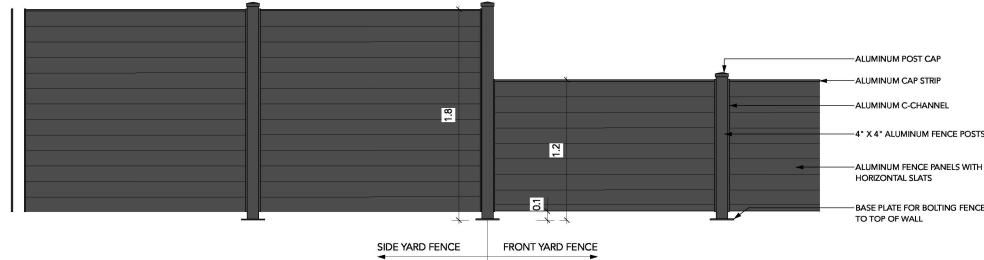 ALUMINUM POST CAP
ALUMINUM CAP STRIP
ALUMINUM C-CHANNEL
4" X 4" ALUMINUM FENCE POSTS
ALUMINUM FENCE PANELS WITH
HORIZONTAL SLATS
BASE PLATE FOR BOLTING FENCE
TO TOP OF WALL
1.8
1.2
0.1
SIDE YARD FENCE
FRONT YARD FENCE